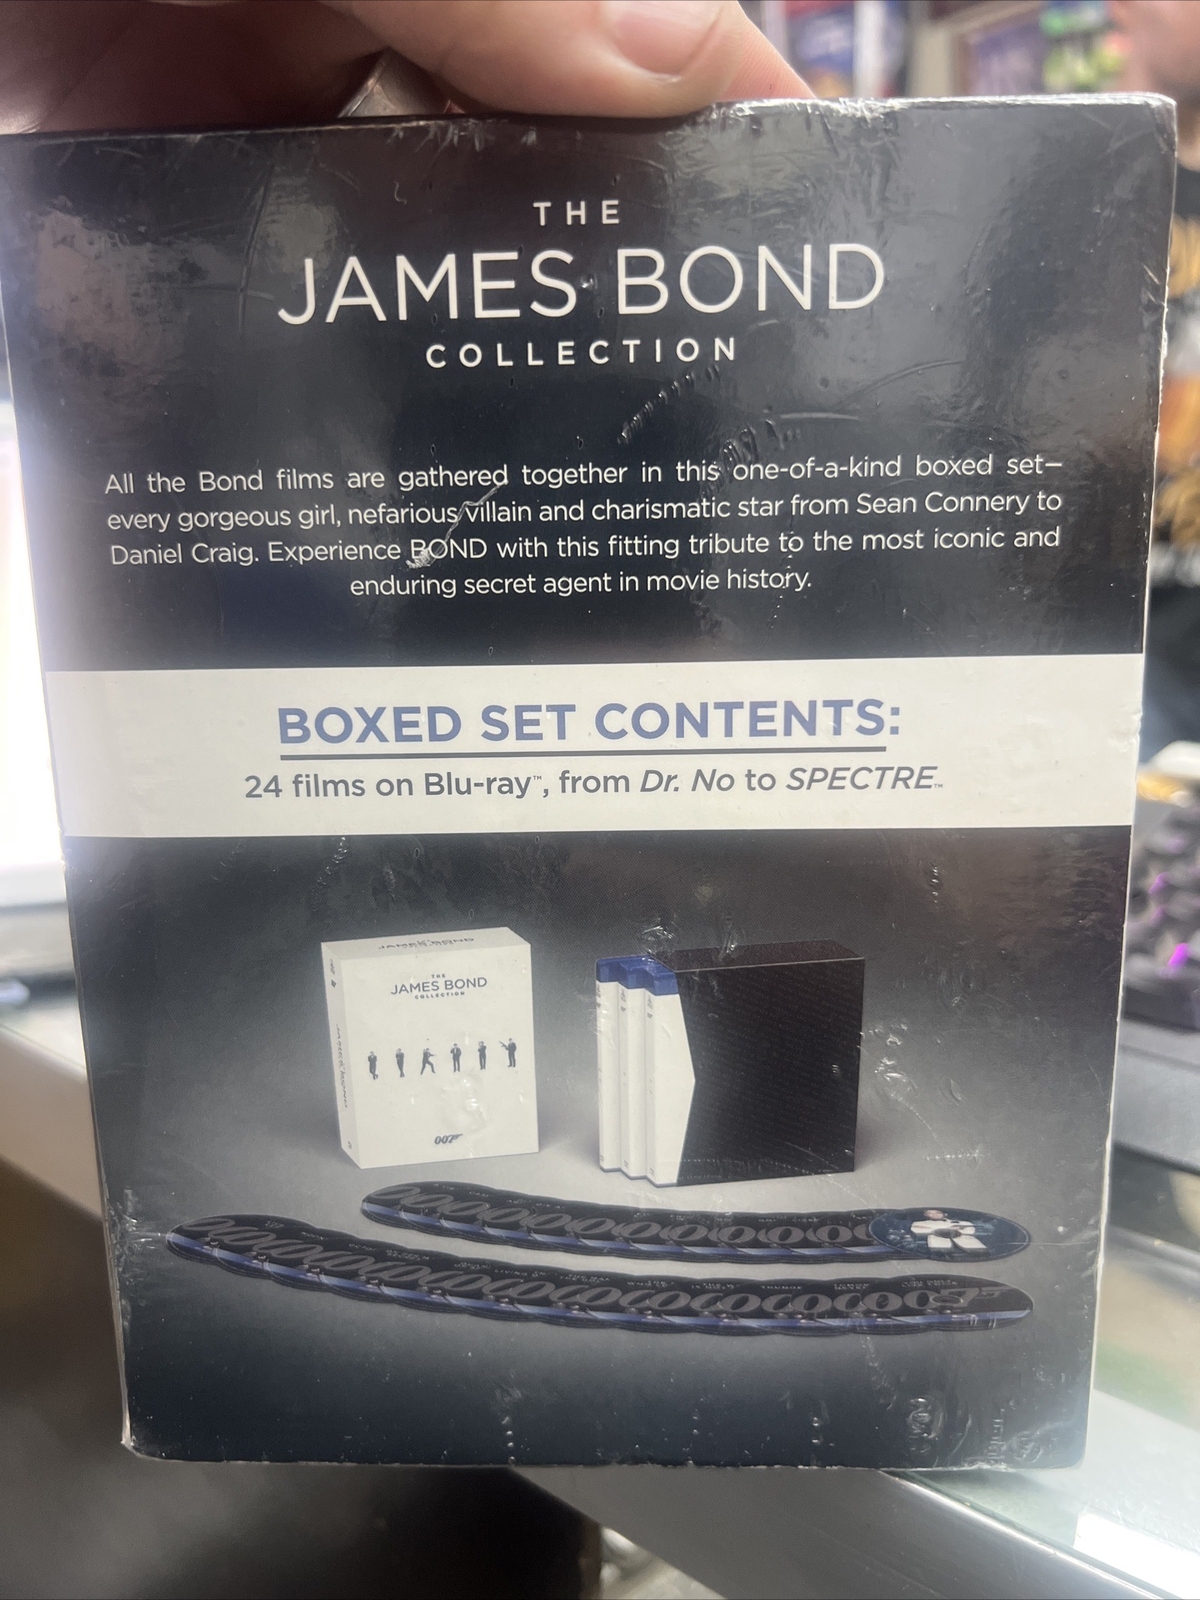 THE
JAMES BOND
COLLECTION
All the Bond films are gathered together in this one-of-a-kind boxed set–
every gorgeous girl, nefarious villain and charismatic star from Sean Connery to
Daniel Craig. Experience BOND with this fitting tribute to the most iconic and
enduring secret agent in movie history.
BOXED SET CONTENTS:
24 films on Blu-ray™, from Dr. No to SPECTRE™
JAMES BOND
THE
JAMES BOND
COLLECTION
007